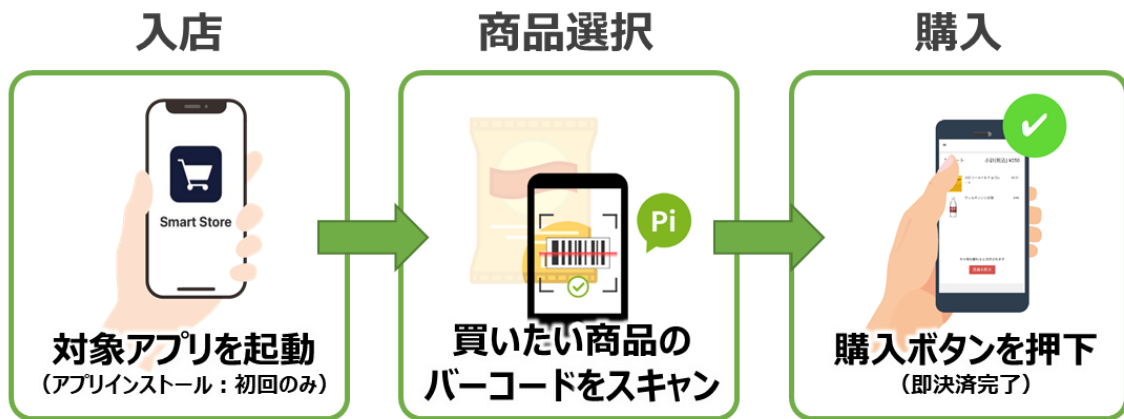 入店
商品選択
購入
Smart Store
対象アプリを起動
（アプリインストール：初回のみ）
Pi
買いたい商品の
バーコードをスキャン
購入ボタンを押下
（即決済完了）